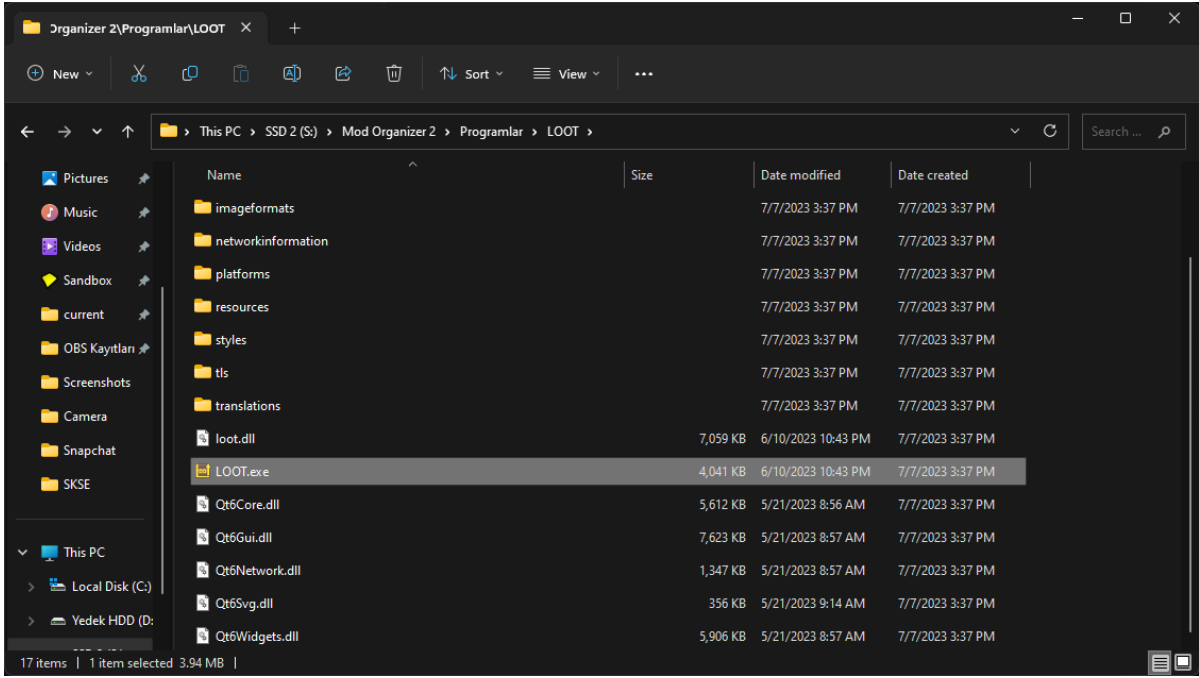 Organizer 2\Programlar\LOOT
New
Sort
View
This PC > SSD 2 (S:) > Mod Organizer 2 > Programlar > LOOT >
Search ...
Pictures
Music
Videos
Sandbox
current
OBS Kayıtları
Screenshots
Camera
Snapchat
SKSE
This PC
Local Disk (C:)
Yedek HDD (D:
Name Size Date modified Date created
imageformats 7/7/2023 3:37 PM 7/7/2023 3:37 PM
networkinformation 7/7/2023 3:37 PM 7/7/2023 3:37 PM
platforms 7/7/2023 3:37 PM 7/7/2023 3:37 PM
resources 7/7/2023 3:37 PM 7/7/2023 3:37 PM
styles 7/7/2023 3:37 PM 7/7/2023 3:37 PM
tls 7/7/2023 3:37 PM 7/7/2023 3:37 PM
translations 7/7/2023 3:37 PM 7/7/2023 3:37 PM
loot.dll 7,059 KB 6/10/2023 10:43 PM 7/7/2023 3:37 PM
LOOT.exe 4,041 KB 6/10/2023 10:43 PM 7/7/2023 3:37 PM
Qt6Core.dll 5,612 KB 5/21/2023 8:56 AM 7/7/2023 3:37 PM
Qt6Gui.dll 7,623 KB 5/21/2023 8:57 AM 7/7/2023 3:37 PM
Qt6Network.dll 1,347 KB 5/21/2023 8:57 AM 7/7/2023 3:37 PM
Qt6Svg.dll 356 KB 5/21/2023 9:14 AM 7/7/2023 3:37 PM
Qt6Widgets.dll 5,906 KB 5/21/2023 8:57 AM 7/7/2023 3:37 PM
17 items | 1 item selected 3.94 MB |